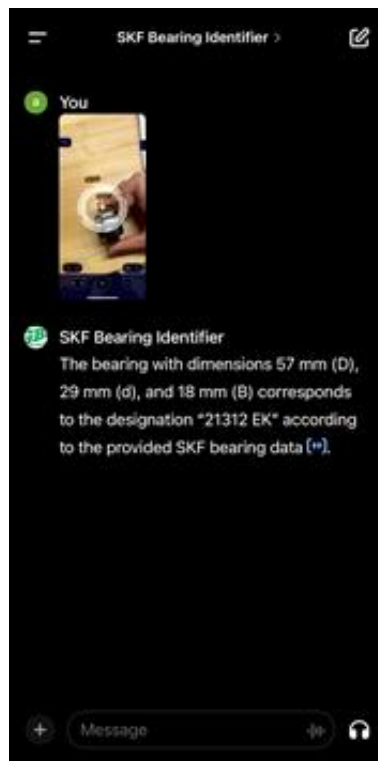 SKF Bearing Identifier >
You
SKF Bearing Identifier
The bearing with dimensions 57 mm (D),
29 mm (d), and 18 mm (B) corresponds
to the designation "21312 EK" according
to the provided SKF bearing data
Message